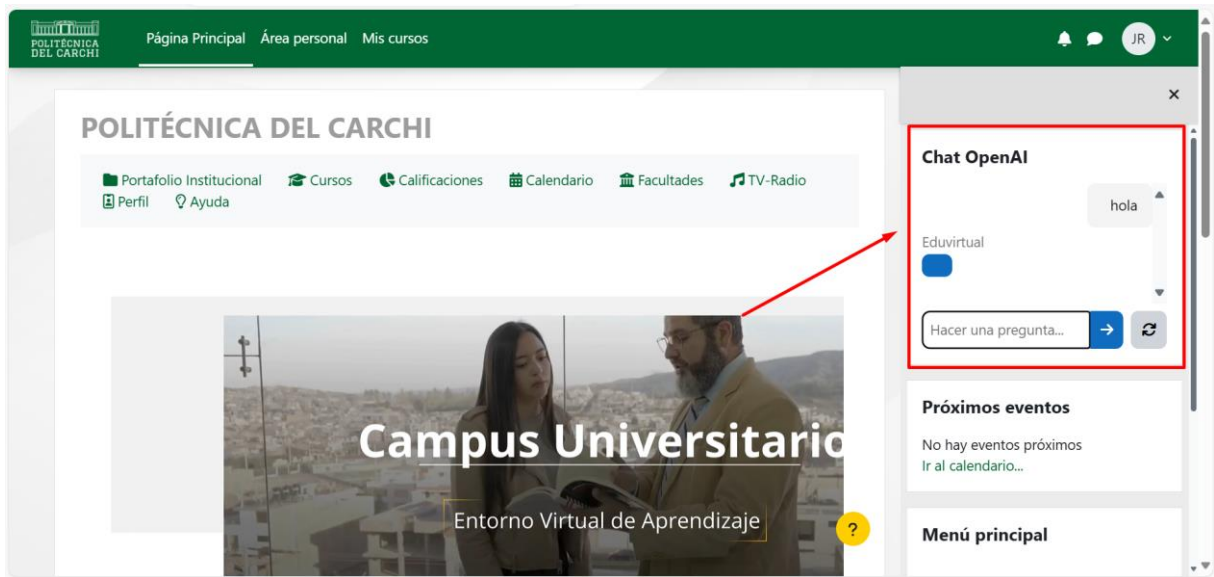 POLITÉCNICA
DEL CARCHI
Página Principal Área personal Mis cursos
JR
POLITÉCNICA DEL CARCHI
Portafolio Institucional Cursos Calificaciones Calendario Facultades TV-Radio
Perfil Ayuda
Campus Universitario
Entorno Virtual de Aprendizaje
?
Chat OpenAI
hola
Eduvirtual
Hacer una pregunta...
Próximos eventos
No hay eventos próximos
Ir al calendario...
Menú principal